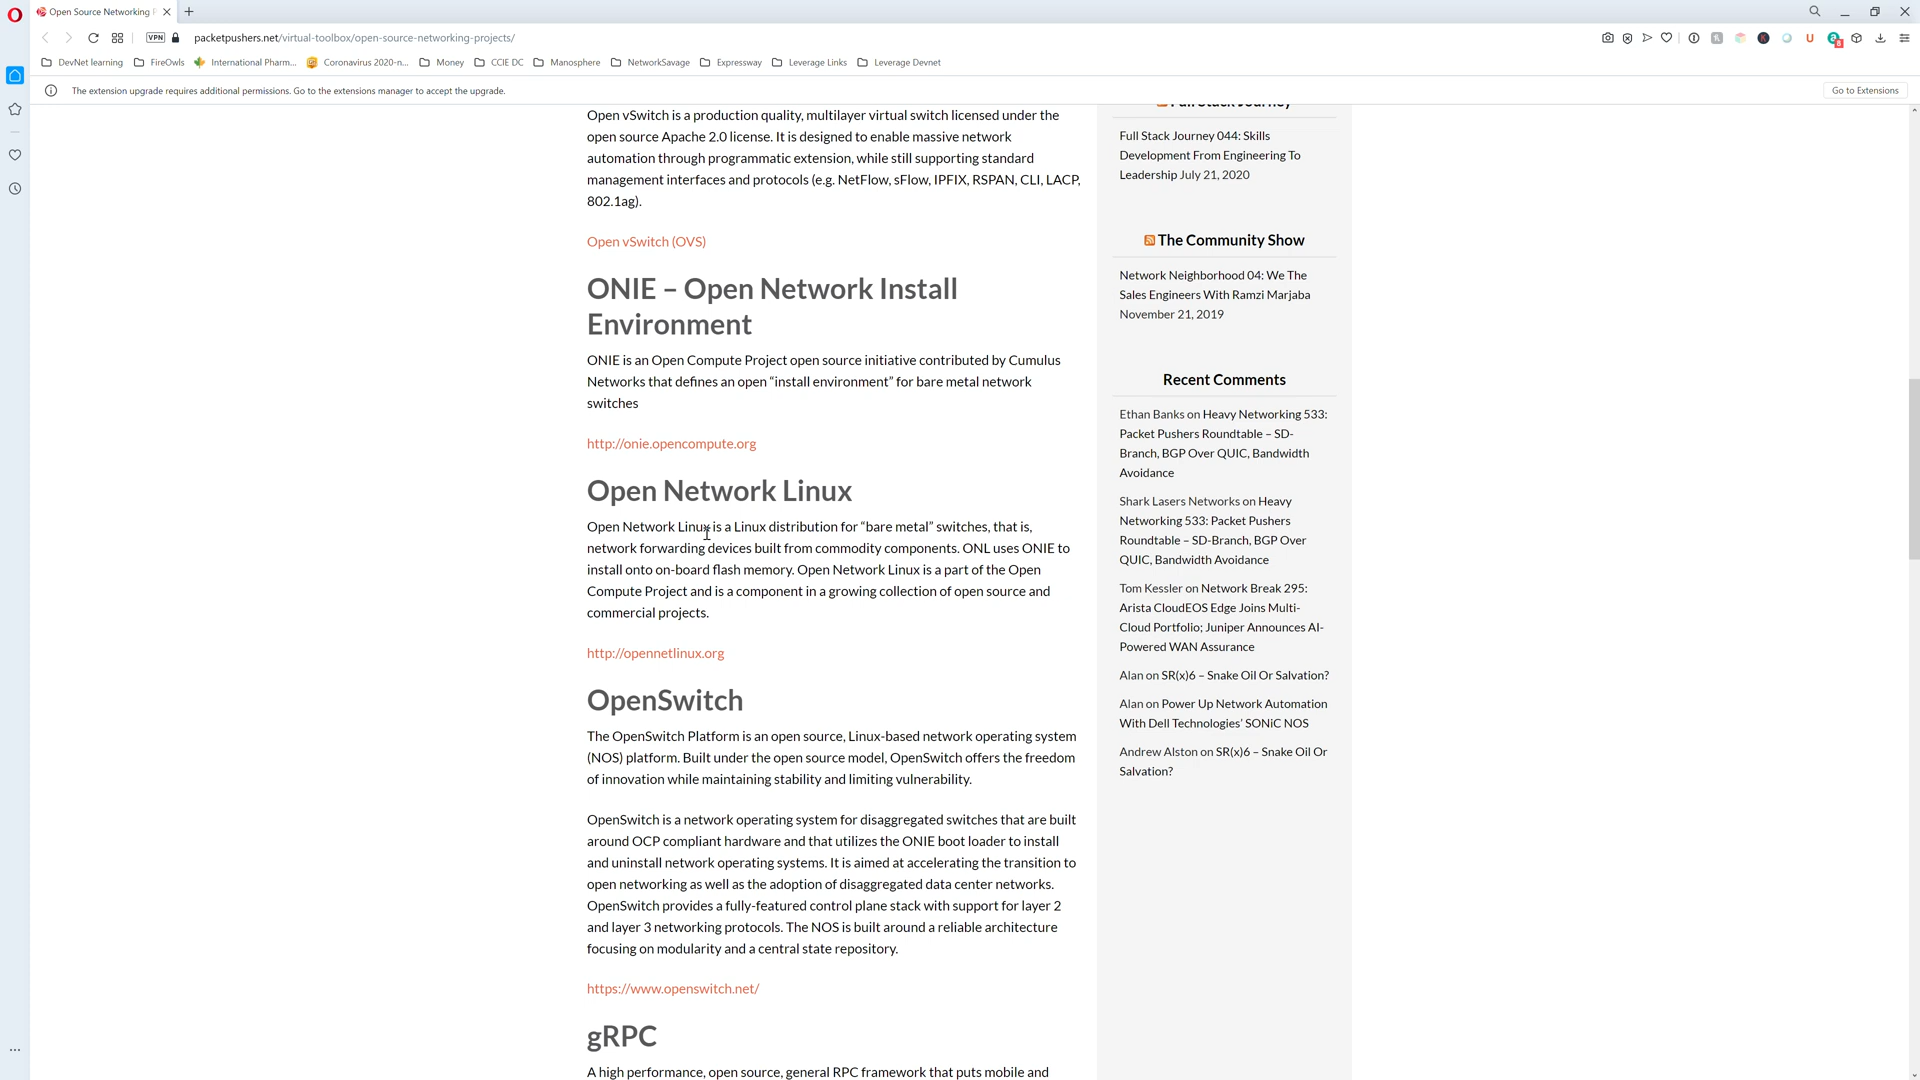 Open Source Networking
packetpushers.net/virtual-toolbox/open-source-networking-projects/
VPN
DevNet learning
FireOwls
International Pharm...
Coronavirus 2020-n...
Money
CCIE DC
Manosphere
NetworkSavage
Expressway
Leverage Links
Leverage Devnet
The extension upgrade requires additional permissions. Go to the extensions manager to accept the upgrade.
Go to Extensions
Open vSwitch is a production quality, multilayer virtual switch licensed under the
open source Apache 2.0 license. It is designed to enable massive network
automation through programmatic extension, while still supporting standard
management interfaces and protocols (e.g. NetFlow, sFlow, IPFIX, RSPAN, CLI, LACP,
802.1ag).
Open vSwitch (OVS)
ONIE – Open Network Install
Environment
ONIE is an Open Compute Project open source initiative contributed by Cumulus
Networks that defines an open “install environment” for bare metal network
switches
http://onie.opencompute.org
Open Network Linux
Open Network Linux is a Linux distribution for “bare metal” switches, that is,
network forwarding devices built from commodity components. ONL uses ONIE to
install onto on-board flash memory. Open Network Linux is a part of the Open
Compute Project and is a component in a growing collection of open source and
commercial projects.
http://opennetlinux.org
OpenSwitch
The OpenSwitch Platform is an open source, Linux-based network operating system
(NOS) platform. Built under the open source model, OpenSwitch offers the freedom
of innovation while maintaining stability and limiting vulnerability.
OpenSwitch is a network operating system for disaggregated switches that are built
around OCP compliant hardware and that utilizes the ONIE boot loader to install
and uninstall network operating systems. It is aimed at accelerating the transition to
open networking as well as the adoption of disaggregated data center networks.
OpenSwitch provides a fully-featured control plane stack with support for layer 2
and layer 3 networking protocols. The NOS is built around a reliable architecture
focusing on modularity and a central state repository.
https://www.openswitch.net/
gRPC
A high performance, open source, general RPC framework that puts mobile and
Full Stack Journey
Full Stack Journey 044: Skills
Development From Engineering To
Leadership July 21, 2020
The Community Show
Network Neighborhood 04: We The
Sales Engineers With Ramzi Marjaba
November 21, 2019
Recent Comments
Ethan Banks on Heavy Networking 533:
Packet Pushers Roundtable – SD-
Branch, BGP Over QUIC, Bandwidth
Avoidance
Shark Lasers Networks on Heavy
Networking 533: Packet Pushers
Roundtable – SD-Branch, BGP Over
QUIC, Bandwidth Avoidance
Tom Kessler on Network Break 295:
Arista CloudEOS Edge Joins Multi-
Cloud Portfolio; Juniper Announces AI-
Powered WAN Assurance
Alan on SR(x)6 – Snake Oil Or Salvation?
Alan on Power Up Network Automation
With Dell Technologies’ SONiC NOS
Andrew Alston on SR(x)6 – Snake Oil Or
Salvation?